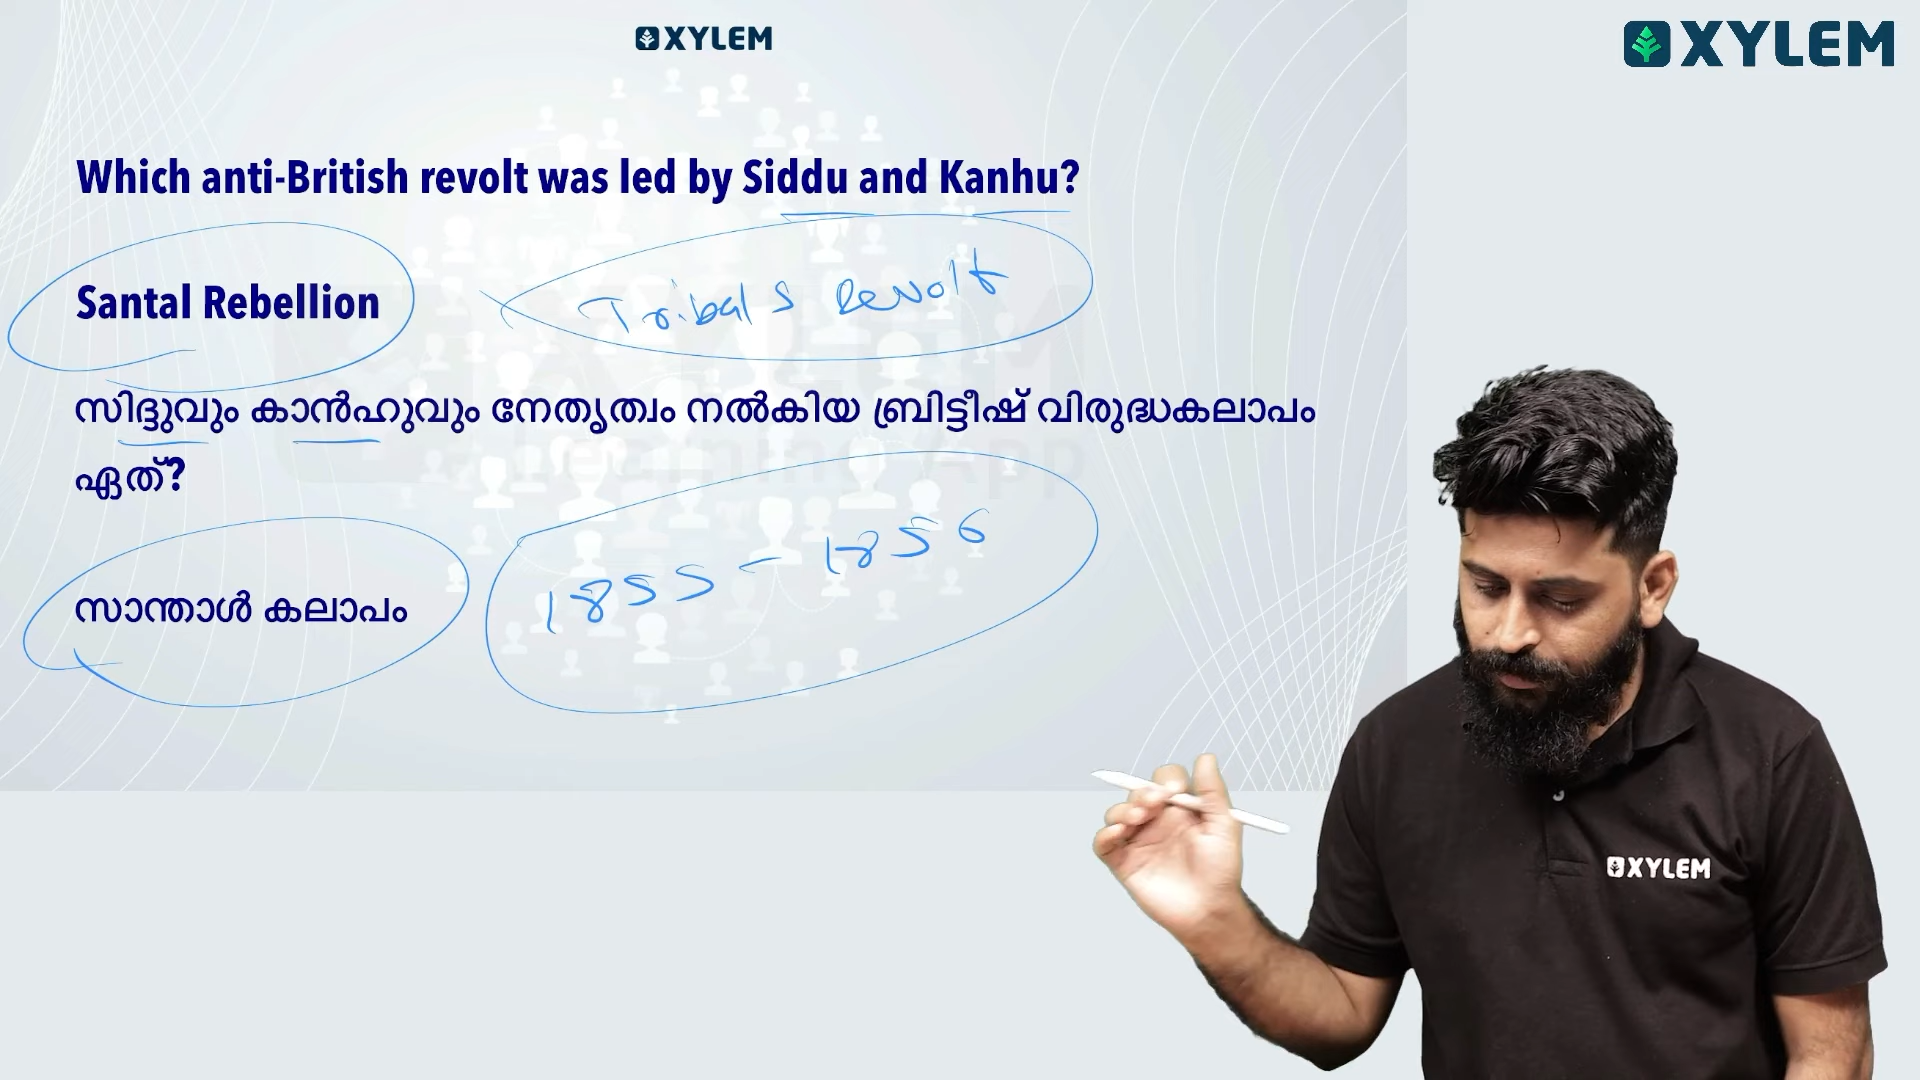 XYLEM
XYLEM
Which anti-British revolt was led by Siddu and Kanhu?
Santal Rebellion
Tribals Revolt
സിദ്ദുവും കാൻഹുവും നേതൃത്വം നൽകിയ ബ്രിട്ടീഷ് വിരുദ്ധകലാപം
ഏത്?
സാന്താൾ കലാപം
1855 - 1856
XYLEM